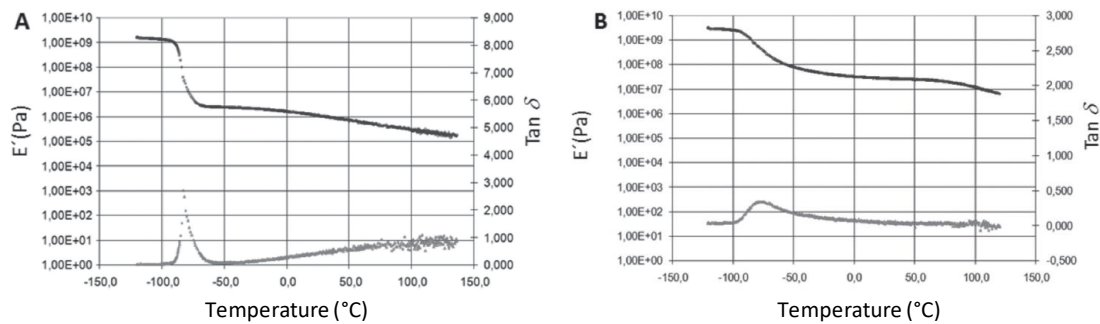 A
1,00E+10
1,00E+09
1,00E+08
1,00E+07
1,00E+06
1,00E+05
1,00E+04
1,00E+03
1,00E+02
1,00E+01
1,00E+00
E´(Pa)
9,000
8,000
7,000
6,000
5,000
4,000
3,000
2,000
1,000
0,000
Tan δ
-150,0 -100,0 -50,0 0,0 50,0 100,0 150,0
Temperature (°C)
B
1,00E+10
1,00E+09
1,00E+08
1,00E+07
1,00E+06
1,00E+05
1,00E+04
1,00E+03
1,00E+02
1,00E+01
1,00E+00
E´(Pa)
3,000
2,500
2,000
1,500
1,000
0,500
0,000
-0,500
Tan δ
-150,0 -100,0 -50,0 0,0 50,0 100,0 150,0
Temperature (°C)